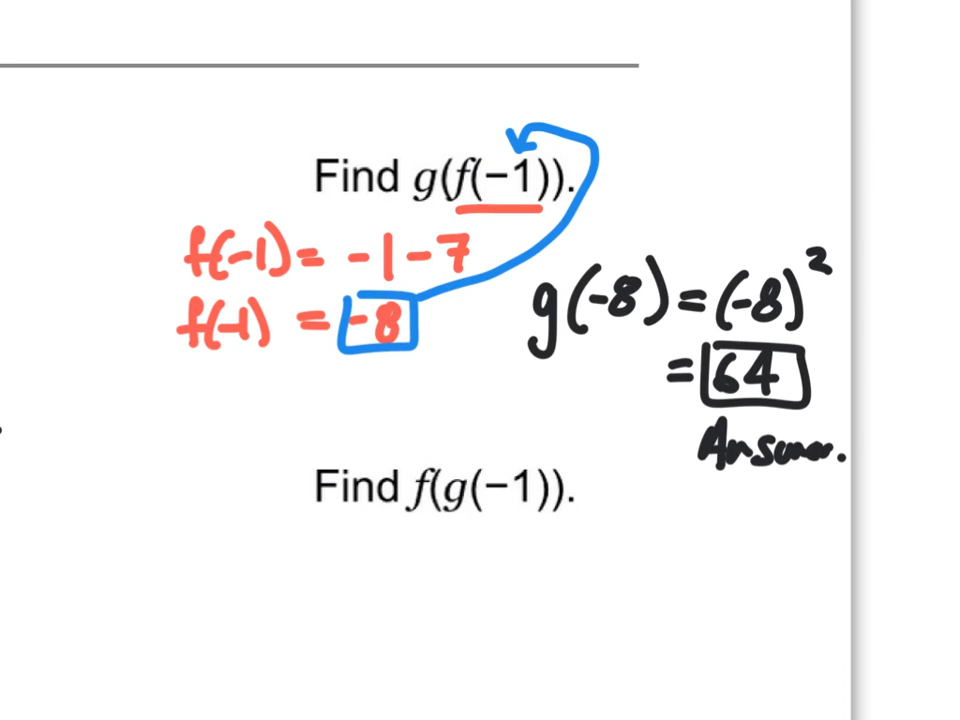 Find g(f(−1)).
f(-1) = -1-7
f(-1) = -8
g(-8) = (-8)²
= 64
Answer.
Find f(g(−1)).